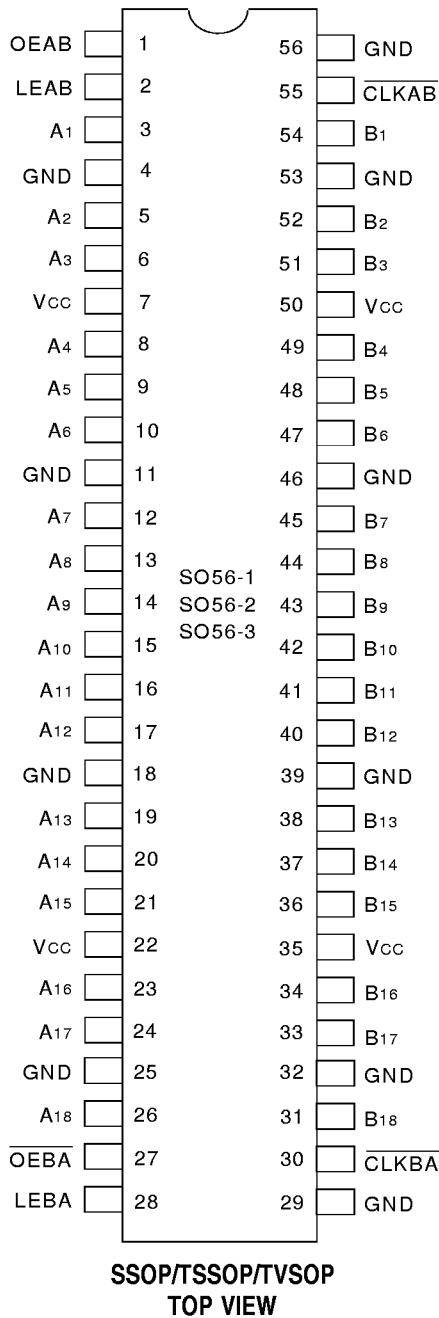 OEAB 1 56 GND
LEAB 2 55 CLKAB
A1 3 54 B1
GND 4 53 GND
A2 5 52 B2
A3 6 51 B3
VCC 7 50 VCC
A4 8 49 B4
A5 9 48 B5
A6 10 47 B6
GND 11 46 GND
A7 12 45 B7
A8 13 44 B8
SO56-1
A9 14 43 B9
SO56-2
SO56-3
A10 15 42 B10
A11 16 41 B11
A12 17 40 B12
GND 18 39 GND
A13 19 38 B13
A14 20 37 B14
A15 21 36 B15
VCC 22 35 VCC
A16 23 34 B16
A17 24 33 B17
GND 25 32 GND
A18 26 31 B18
OEBA 27 30 CLKBA
LEBA 28 29 GND
SSOP/TSSOP/TVSOP
TOP VIEW